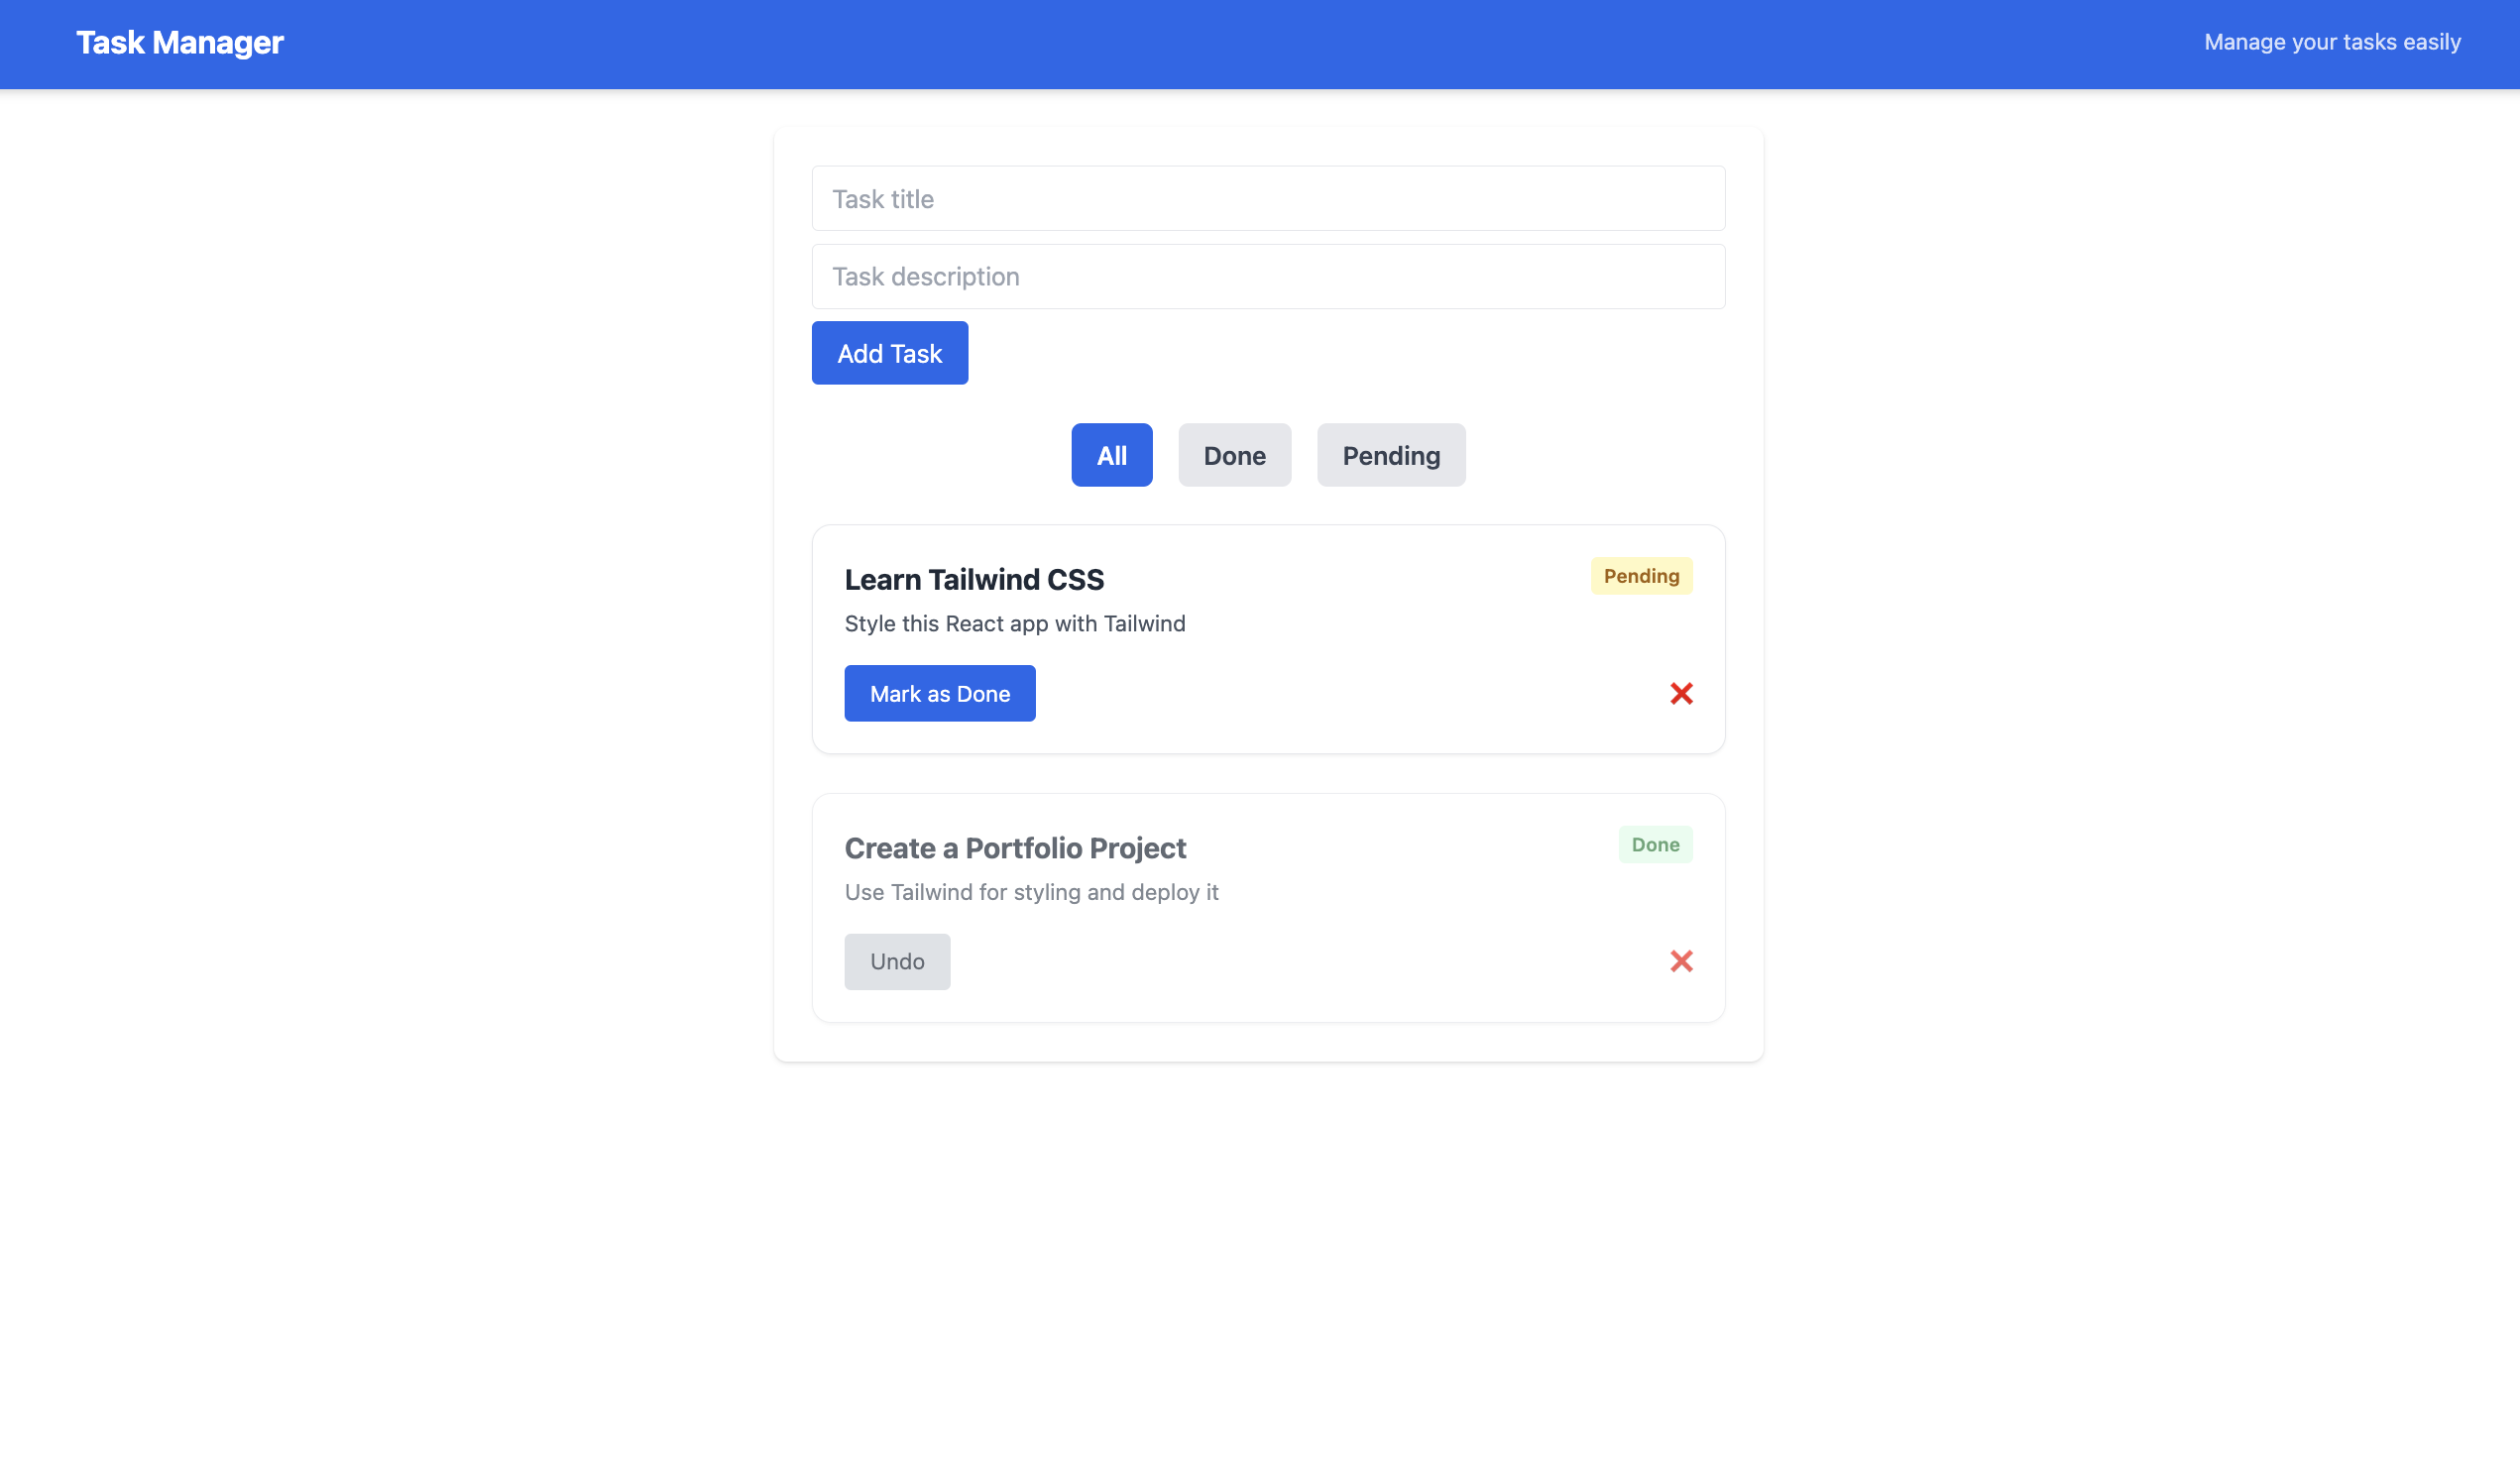 Task Manager
Manage your tasks easily
Task title
Task description
Add Task
All
Done
Pending
Learn Tailwind CSS
Pending
Style this React app with Tailwind
Mark as Done
Create a Portfolio Project
Done
Use Tailwind for styling and deploy it
Undo